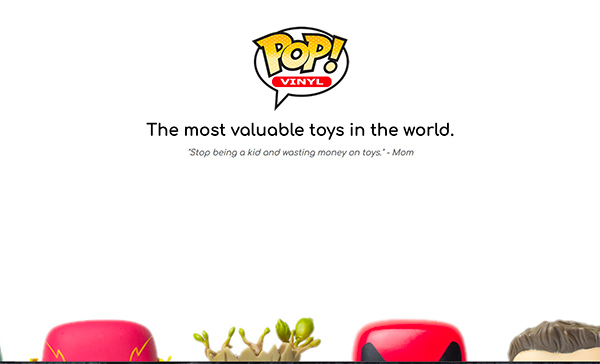 POP!
VINYL
The most valuable toys in the world.
"Stop being a kid and wasting money on toys." - Mom